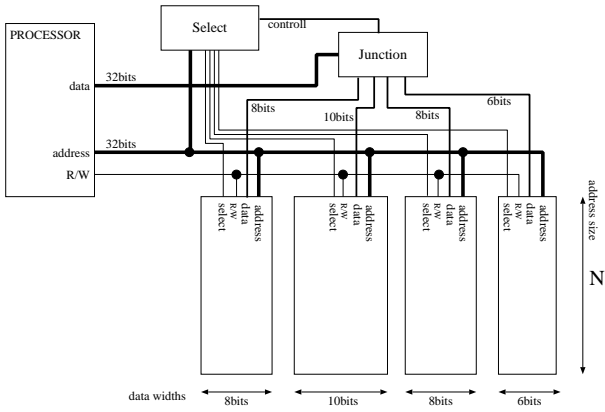 Select
controll
PROCESSOR
Junction
data
32bits
8bits
10bits
8bits
6bits
address
32bits
R/W
select
R/W
data
address
select
R/W
data
address
select
R/W
data
address
select
R/W
data
address
address size
N
data widths
8bits
10bits
8bits
6bits